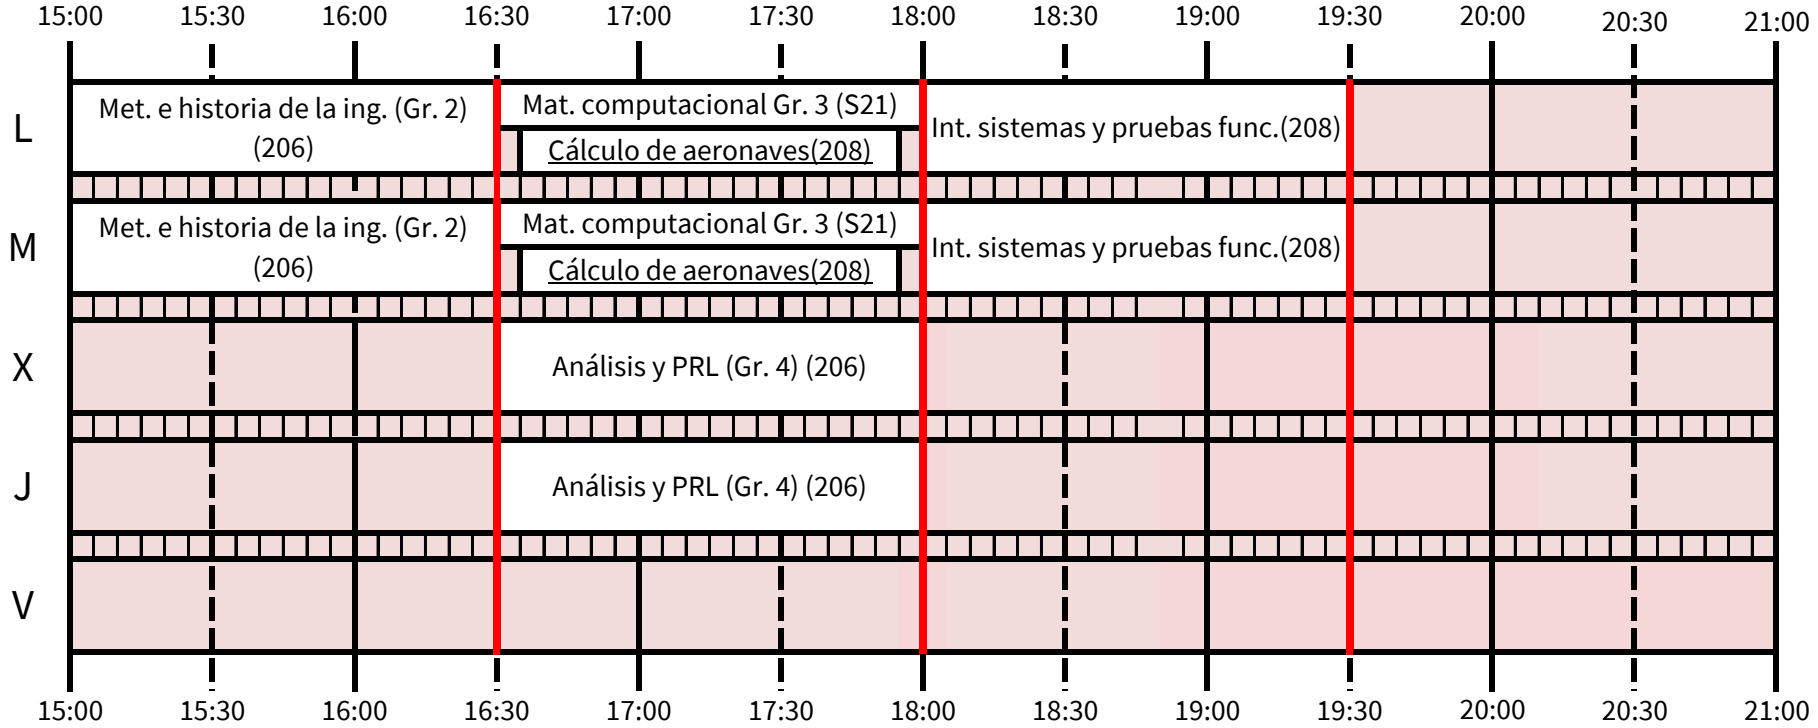 15:00 15:30 16:00 16:30 17:00 17:30 18:00 18:30 19:00 19:30 20:00 20:30 21:00
L
Met. e historia de la ing. (Gr. 2)
(206)
Mat. computacional Gr. 3 (S21)
Cálculo de aeronaves(208)
Int. sistemas y pruebas func.(208)
M
Met. e historia de la ing. (Gr. 2)
(206)
Mat. computacional Gr. 3 (S21)
Cálculo de aeronaves(208)
Int. sistemas y pruebas func.(208)
X
Análisis y PRL (Gr. 4) (206)
J
Análisis y PRL (Gr. 4) (206)
V
15:00 15:30 16:00 16:30 17:00 17:30 18:00 18:30 19:00 19:30 20:00 20:30 21:00